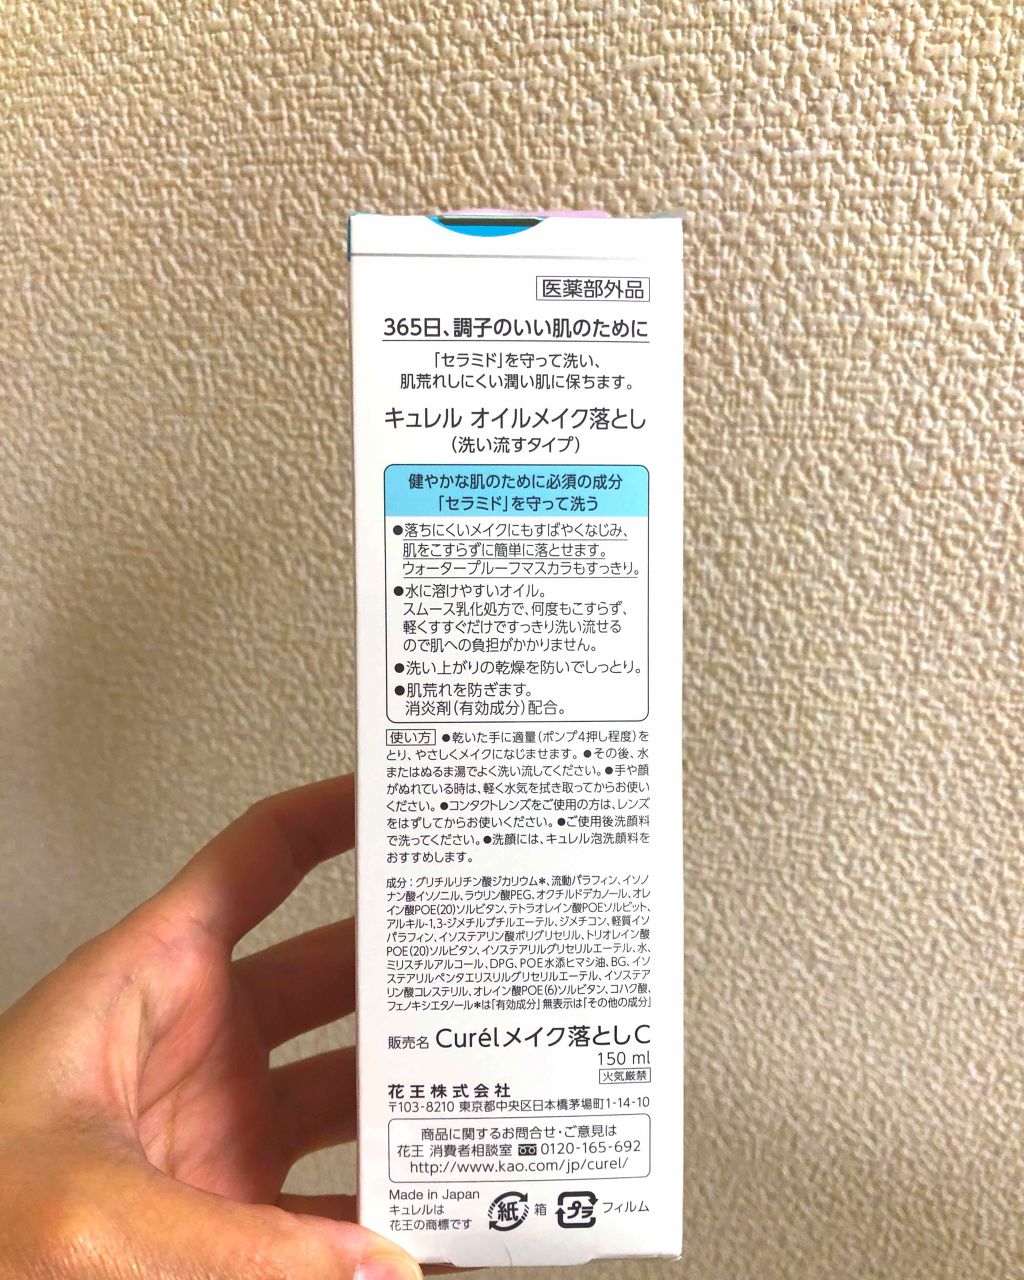 医薬部外品
365日、調子のいい肌のために
「セラミド」を守って洗い、
肌荒れしにくい潤い肌に保ちます。
キュレル オイルメイク落とし
(洗い流すタイプ)
健やかな肌のために必須の成分
「セラミド」を守って洗う
●落ちにくいメイクにもすばやくなじみ、
肌をこすらずに簡単に落とせます。
ウォータープルーフマスカラもすっきり。
●水に溶けやすいオイル。
スムース乳化処方で、何度もこすらず、
軽くすすぐだけですっきり洗い流せる
ので肌への負担がかかりません。
●洗い上がりの乾燥を防いでしっとり。
●肌荒れを防ぎます。
消炎剤(有効成分)配合。
使い方 ●乾いた手に適量(ポンプ4押し程度)を
とり、やさしくメイクになじませます。●その後、水
またはぬるま湯でよく洗い流してください。●手や顔
がぬれている時は、軽く水気を拭き取ってからお使い
ください。●コンタクトレンズをご使用の方は、レンズ
をはずしてからお使いください。●ご使用後洗顔料
で洗ってください。●洗顔には、キュレル泡洗顔料を
おすすめします。
成分:グリチルリチン酸ジカリウム*、流動パラフィン、イソノ
ナン酸イソノニル、ラウリン酸PEG、オクチルドデカノール、オレ
イン酸POE(20)ソルビタン、テトラオレイン酸POEソルビット、
アルキル-1,3-ジメチルブチルエーテル、ジメチコン、軽質イソ
パラフィン、イソステアリン酸ポリグリセリル、トリオレイン酸
POE(20)ソルビタン、イソステアリルグリセリルエーテル、水、
ミリスチルアルコール、DPG、POE水添ヒマシ油、BG、イソ
ステアリルペンタエリスリルグリセリルエーテル、イソステア
リン酸コレステリル、オレイン酸POE(6)ソルビタン、コハク酸、
フェノキシエタノール*は「有効成分」無表示は「その他の成分」
販売名 Curélメイク落としC
150 ml
火気厳禁
花王株式会社
〒103-8210 東京都中央区日本橋茅場町1-14-10
商品に関するお問合せ・ご意見は
花王 消費者相談室 0120-165-692
http://www.kao.com/jp/curel/
Made in Japan
キュレルは
花王の商標です
紙 箱 プラ フィルム